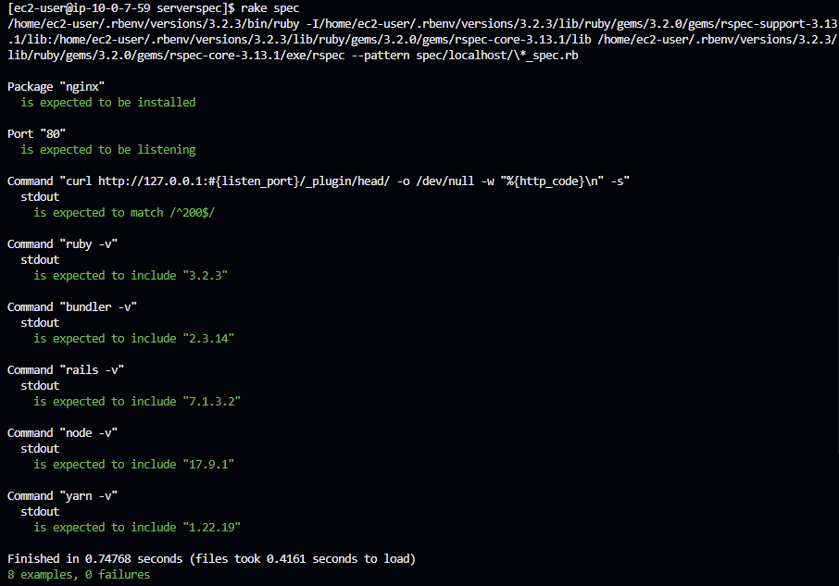 [ec2-user@ip-10-0-7-59 serverspec]$ rake spec
/home/ec2-user/.rbenv/versions/3.2.3/bin/ruby -I/home/ec2-user/.rbenv/versions/3.2.3/lib/ruby/gems/3.2.0/gems/rspec-support-3.13
.1/lib:/home/ec2-user/.rbenv/versions/3.2.3/lib/ruby/gems/3.2.0/gems/rspec-core-3.13.1/lib /home/ec2-user/.rbenv/versions/3.2.3/
lib/ruby/gems/3.2.0/gems/rspec-core-3.13.1/exe/rspec --pattern spec/localhost/\*_spec.rb
Package "nginx"
is expected to be installed
Port "80"
is expected to be listening
Command "curl http://127.0.0.1:#{listen_port}/_plugin/head/ -o /dev/null -w "%{http_code}\n" -s"
stdout
is expected to match /^200$/
Command "ruby -v"
stdout
is expected to include "3.2.3"
Command "bundler -v"
stdout
is expected to include "2.3.14"
Command "rails -v"
stdout
is expected to include "7.1.3.2"
Command "node -v"
stdout
is expected to include "17.9.1"
Command "yarn -v"
stdout
is expected to include "1.22.19"
Finished in 0.74768 seconds (files took 0.4161 seconds to load)
8 examples, 0 failures